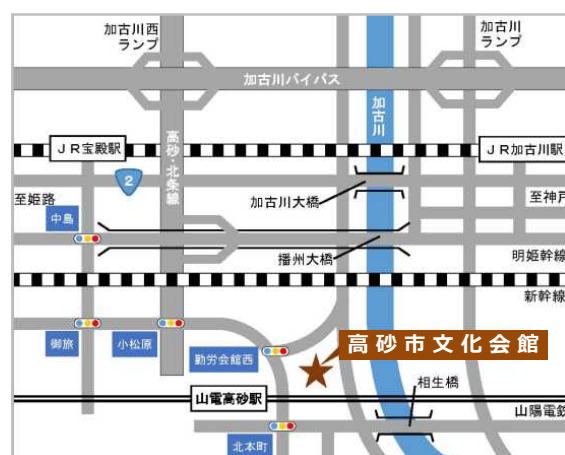 加古川西
ランプ
加古川
ランプ
加古川バイパス
加古川
高砂・北条線
JR宝殿駅
JR加古川駅
2
至姫路
加古川大橋
至神戸
中島
播州大橋
明姫幹線
新幹線
御旅
小松原
勤労会館西
高砂市文化会館
相生橋
山電高砂駅
山陽電鉄
北本町